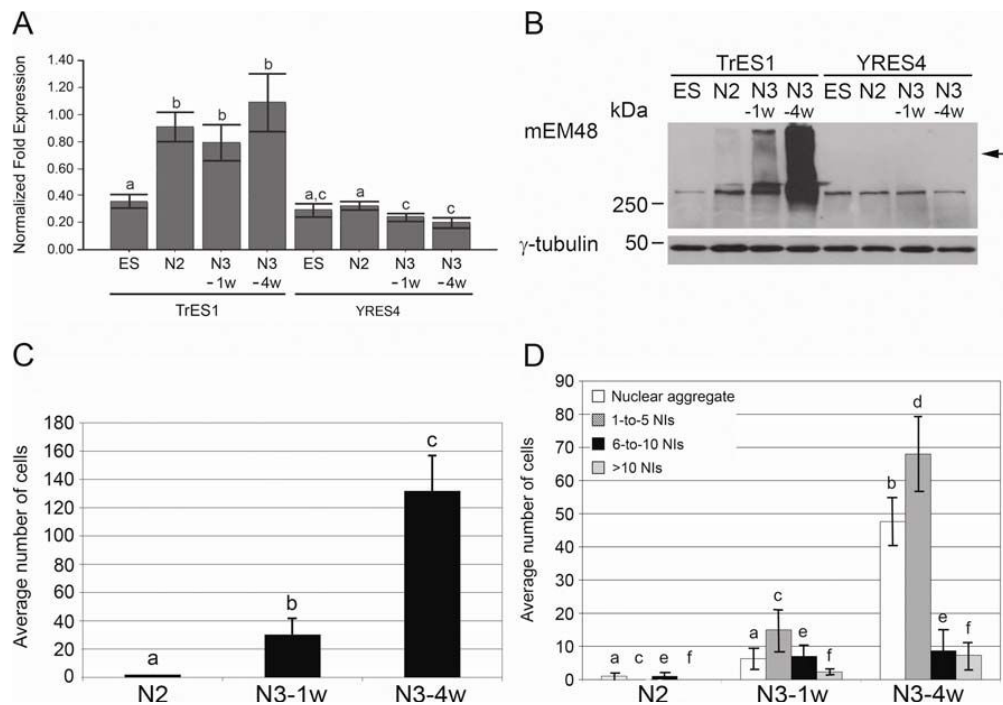 A
Normalized Fold Expression
1.40
1.20
1.00
0.80
0.60
0.40
0.20
0.00
a b b b a,c a c c
ES N2 N3 -1w N3 -4w ES N2 N3 -1w N3 -4w
TrES1 YRES4
B
TrES1 YRES4
ES N2 N3 -1w N3 -4w ES N2 N3 -1w N3 -4w
kDa
mEM48
250
γ-tubulin 50
C
Average number of cells
180
160
140
120
100
80
60
40
20
0
a b c
N2 N3-1w N3-4w
D
Average number of cells
90
80
70
60
50
40
30
20
10
0
Nuclear aggregate
1-to-5 NIs
6-to-10 NIs
>10 NIs
a c e f a c e f b d e f
N2 N3-1w N3-4w